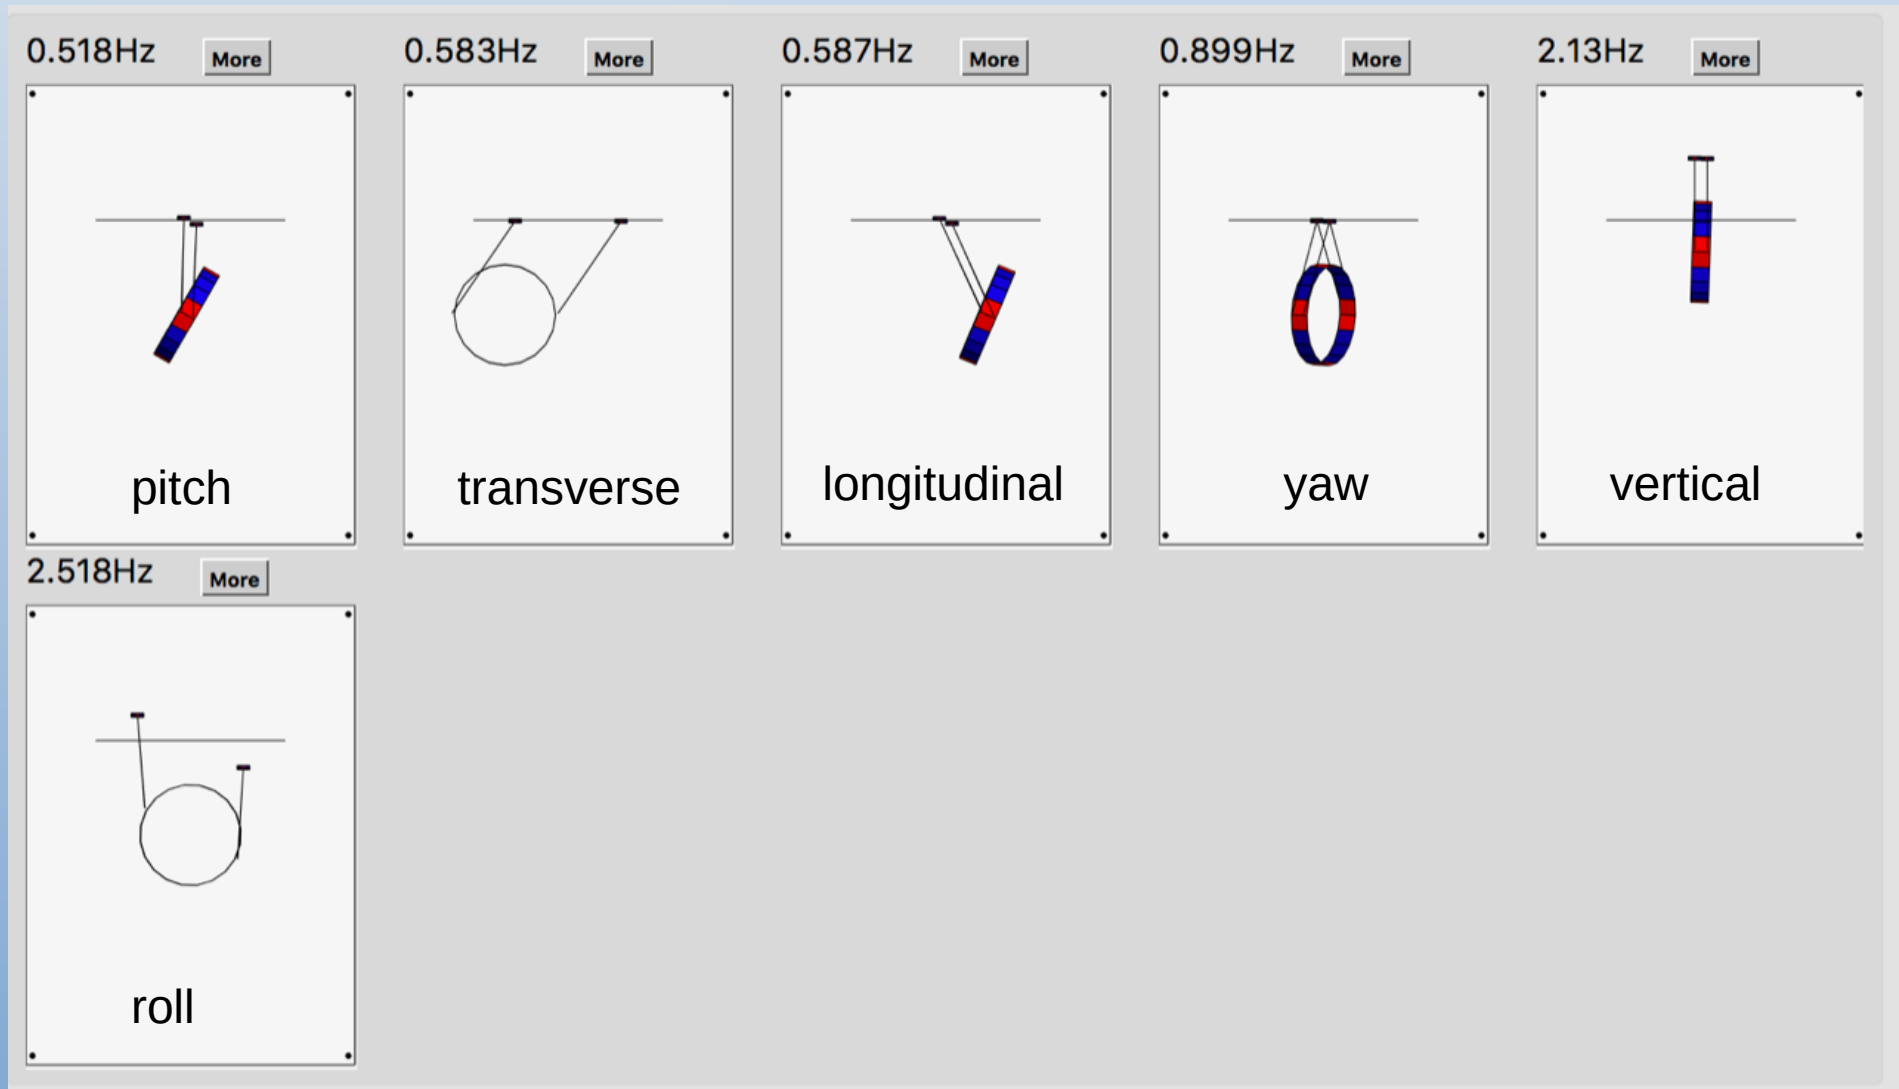 0.518Hz More
0.583Hz More
0.587Hz More
0.899Hz More
2.13Hz More
pitch
transverse
longitudinal
yaw
vertical
2.518Hz More
roll